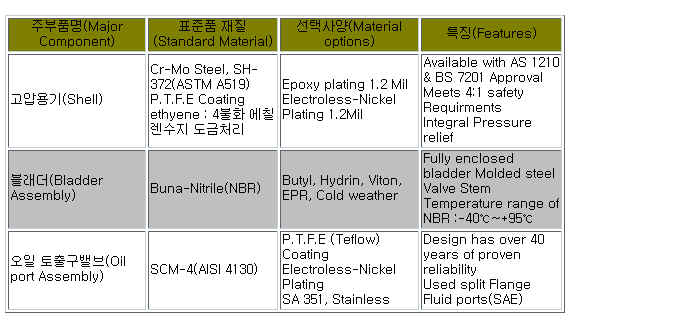 주부품명(Major Component)
표준품 재질 (Standard Material)
선택사양(Material options)
특징(Features)
고압용기(Shell)
Cr-Mo Steel, SH-
372(ASTM A519)
P.T.F.E Coating
ethyene : 4불화 에칠
렌수지 도금처리
Epoxy plating 1.2 Mil
Electroless-Nickel
Plating 1.2Mil
Available with AS 1210
& BS 7201 Approval
Meets 4:1 safety
Requirments
Integral Pressure
relief
블래더(Bladder
Assembly)
Buna-Nitrile(NBR)
Butyl, Hydrin, Viton,
EPR, Cold weather
Fully enclosed
bladder Molded steel
Valve Stem
Temperature range of
NBR :-40℃~+95℃
오일 토출구밸브(Oil
port Assembly)
SCM-4(AISI 4130)
P.T.F.E (Teflow)
Coating
Electroless-Nickel
Plating
SA 351, Stainless
Design has over 40
years of proven
reliability
Used split Flange
Fluid ports(SAE)